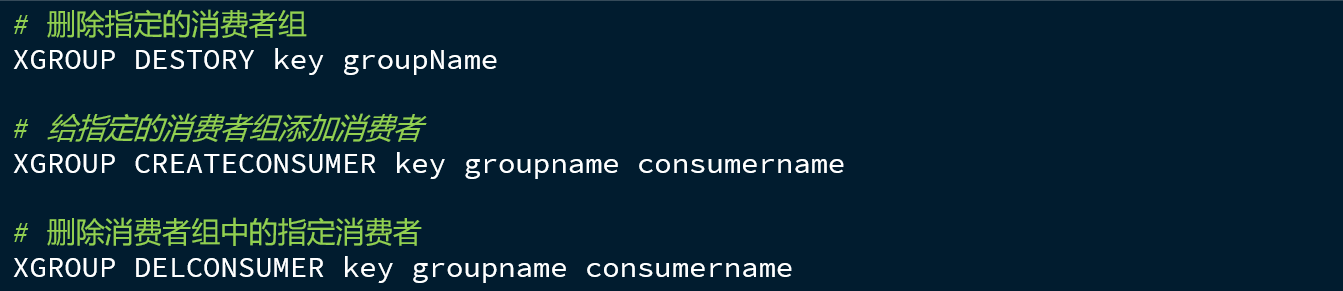 # 删除指定的消费者组
XGROUP DESTORY key groupName
# 给指定的消费者组添加消费者
XGROUP CREATECONSUMER key groupname consumername
# 删除消费者组中的指定消费者
XGROUP DELCONSUMER key groupname consumername